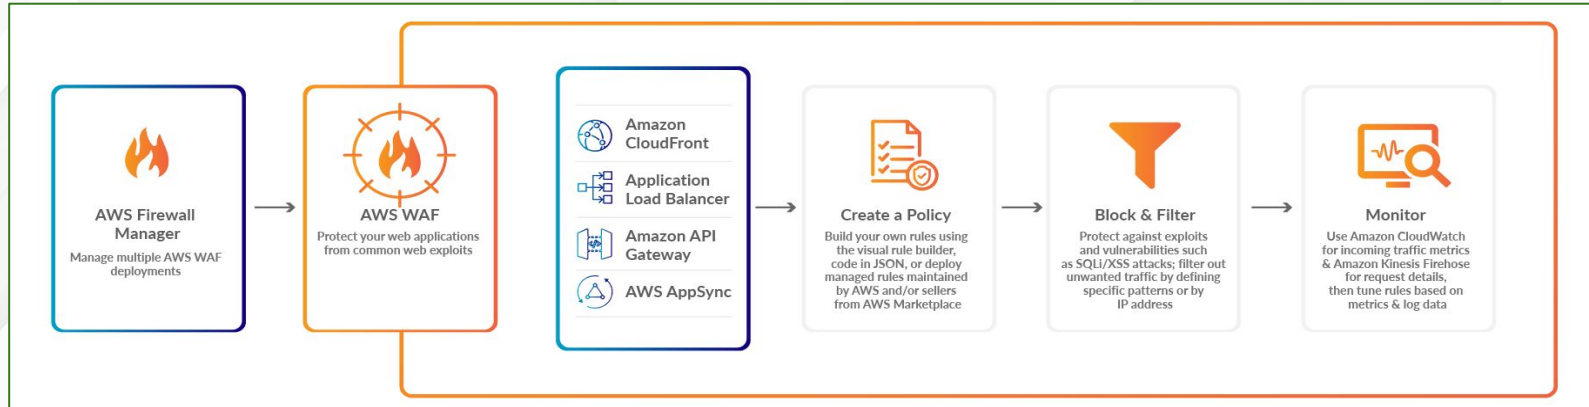 AWS Firewall
Manager
Manage multiple AWS WAF
deployments
AWS WAF
Protect your web applications
from common web exploits
Amazon
CloudFront
Application
Load Balancer
Amazon API
Gateway
AWS AppSync
Create a Policy
Build your own rules using
the visual rule builder,
code in JSON, or deploy
managed rules maintained
by AWS and/or sellers
from AWS Marketplace
Block & Filter
Protect against exploits
and vulnerabilities such
as SQLi/XSS attacks; filter out
unwanted traffic by defining
specific patterns or by
IP address
Monitor
Use Amazon CloudWatch
for incoming traffic metrics
& Amazon Kinesis Firehose
for request details,
then tune rules based on
metrics & log data